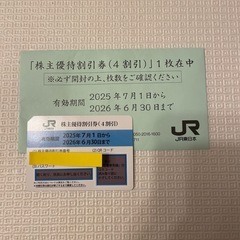 「株主優待割引券(4割引)」1枚在中
※必ず開封の上、枚数をご確認ください
有効期間
2025年7月1日から
2026年6月30日まで
JR
JR東日本
株主優待割引券(4割引)
有効期間
2025年7月1日から
2026年6月30日まで
JR